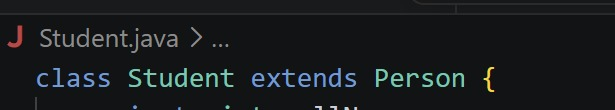 J Student.java > ...
class Student extends Person {